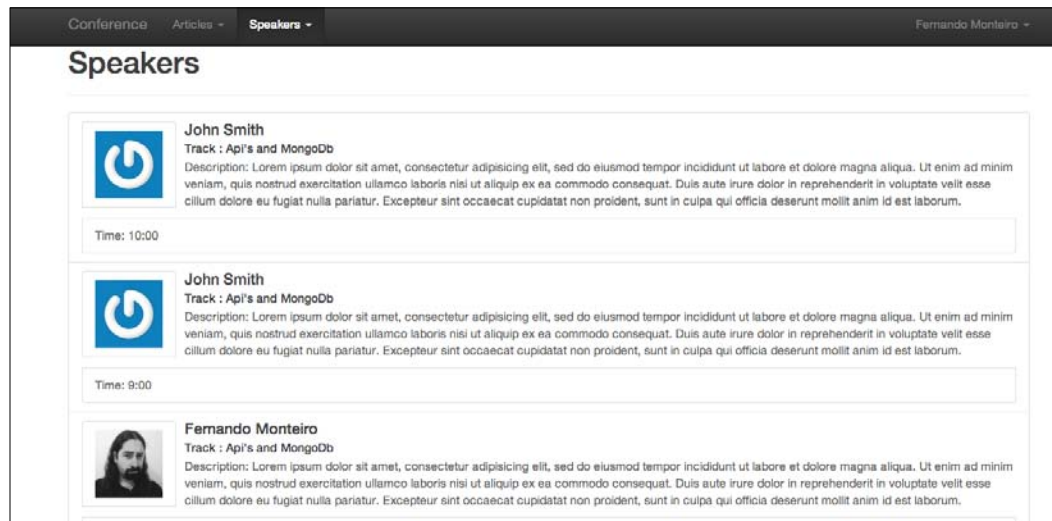 Conference Articles Speakers Fernando Monteiro
Speakers
John Smith
Track : Api's and MongoDb
Description: Lorem ipsum dolor sit amet, consectetur adipisicing elit, sed do eiusmod tempor incididunt ut labore et dolore magna aliqua. Ut enim ad minim
veniam, quis nostrud exercitation ullamco laboris nisi ut aliquip ex ea commodo consequat. Duis aute irure dolor in reprehenderit in voluptate velit esse
cillum dolore eu fugiat nulla pariatur. Excepteur sint occaecat cupidatat non proident, sunt in culpa qui officia deserunt mollit anim id est laborum.
Time: 10:00
John Smith
Track : Api's and MongoDb
Description: Lorem ipsum dolor sit amet, consectetur adipisicing elit, sed do eiusmod tempor incididunt ut labore et dolore magna aliqua. Ut enim ad minim
veniam, quis nostrud exercitation ullamco laboris nisi ut aliquip ex ea commodo consequat. Duis aute irure dolor in reprehenderit in voluptate velit esse
cillum dolore eu fugiat nulla pariatur. Excepteur sint occaecat cupidatat non proident, sunt in culpa qui officia deserunt mollit anim id est laborum.
Time: 9:00
Fernando Monteiro
Track : Api's and MongoDb
Description: Lorem ipsum dolor sit amet, consectetur adipisicing elit, sed do eiusmod tempor incididunt ut labore et dolore magna aliqua. Ut enim ad minim
veniam, quis nostrud exercitation ullamco laboris nisi ut aliquip ex ea commodo consequat. Duis aute irure dolor in reprehenderit in voluptate velit esse
cillum dolore eu fugiat nulla pariatur. Excepteur sint occaecat cupidatat non proident, sunt in culpa qui officia deserunt mollit anim id est laborum.